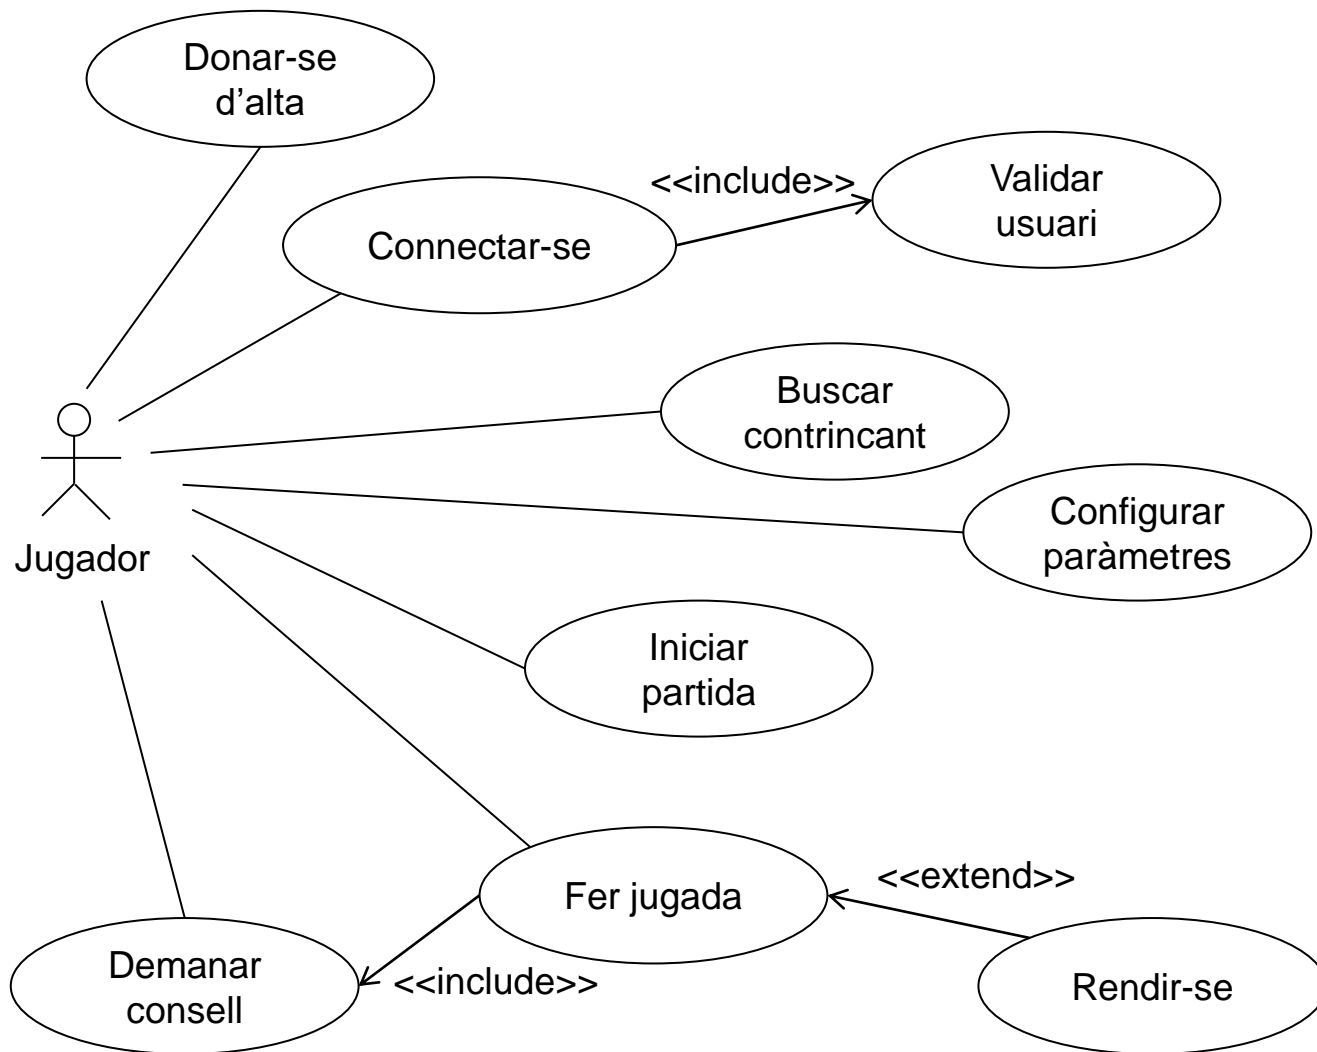 Donar-se
d’alta
<<include>>
Validar
usuari
Connectar-se
Buscar
contrincant
Configurar
paràmetres
Jugador
Iniciar
partida
Fer jugada
<<extend>>
Demanar
consell
<<include>>
Rendir-se